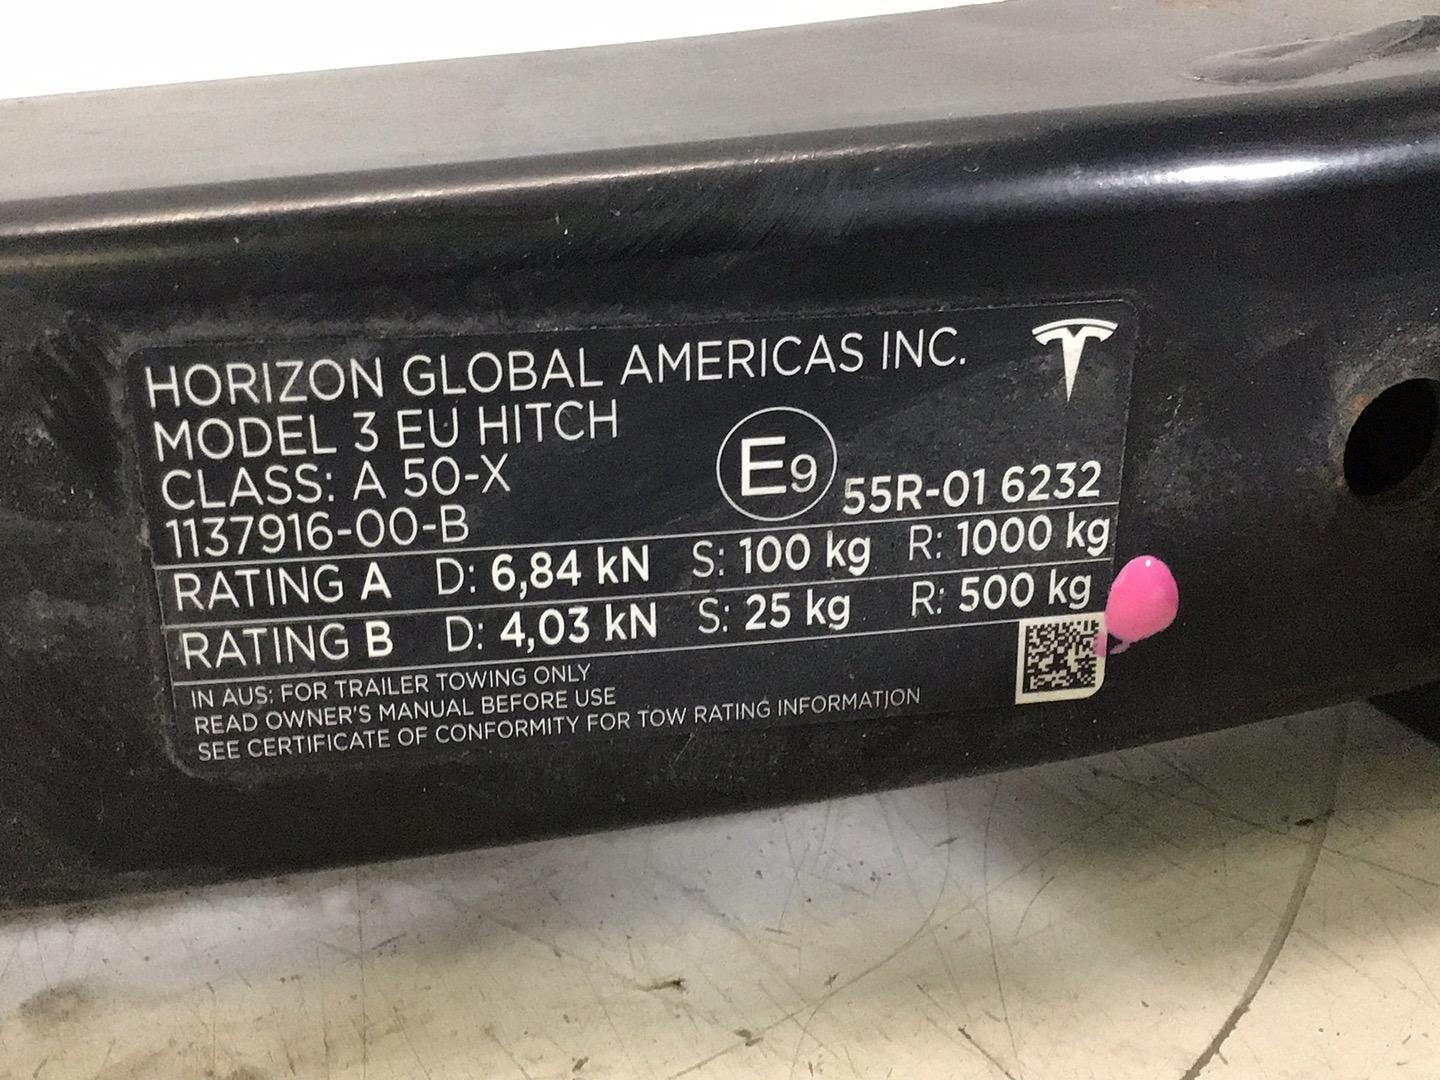 HORIZON GLOBAL AMERICAS INC.
MODEL 3 EU HITCH
CLASS: A 50-X
1137916-00-B
E9 55R-01 6232
RATING A D: 6,84 kN S: 100 kg R: 1000 kg
RATING B D: 4,03 kN S: 25 kg R: 500 kg
IN AUS: FOR TRAILER TOWING ONLY
READ OWNER'S MANUAL BEFORE USE
SEE CERTIFICATE OF CONFORMITY FOR TOW RATING INFORMATION